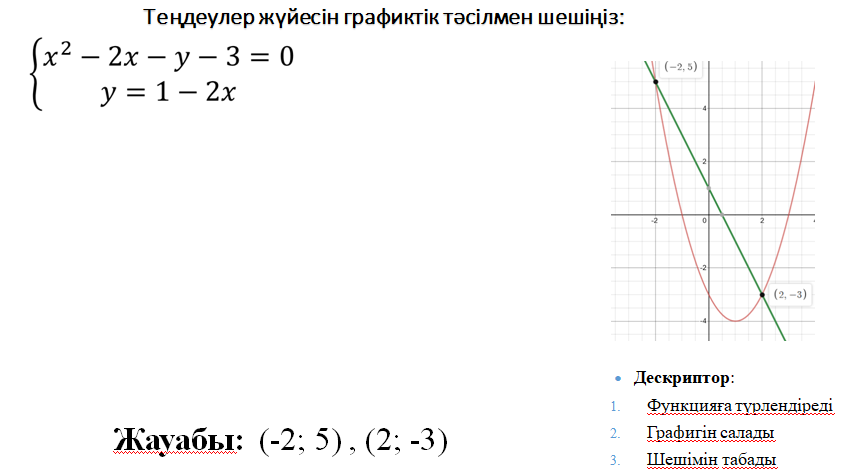 Теңдеулер жүйесін графиктік тәсілмен шешіңіз:
x² − 2x − y − 3 = 0
y = 1 − 2x
(−2, 5)
4
2
-2
0
2
4
-2
(2, −3)
-4
• Дескриптор:
1. Функцияға түрлендіреді
2. Графигін салады
3. Шешімін табады
Жауабы: (-2; 5) , (2; -3)